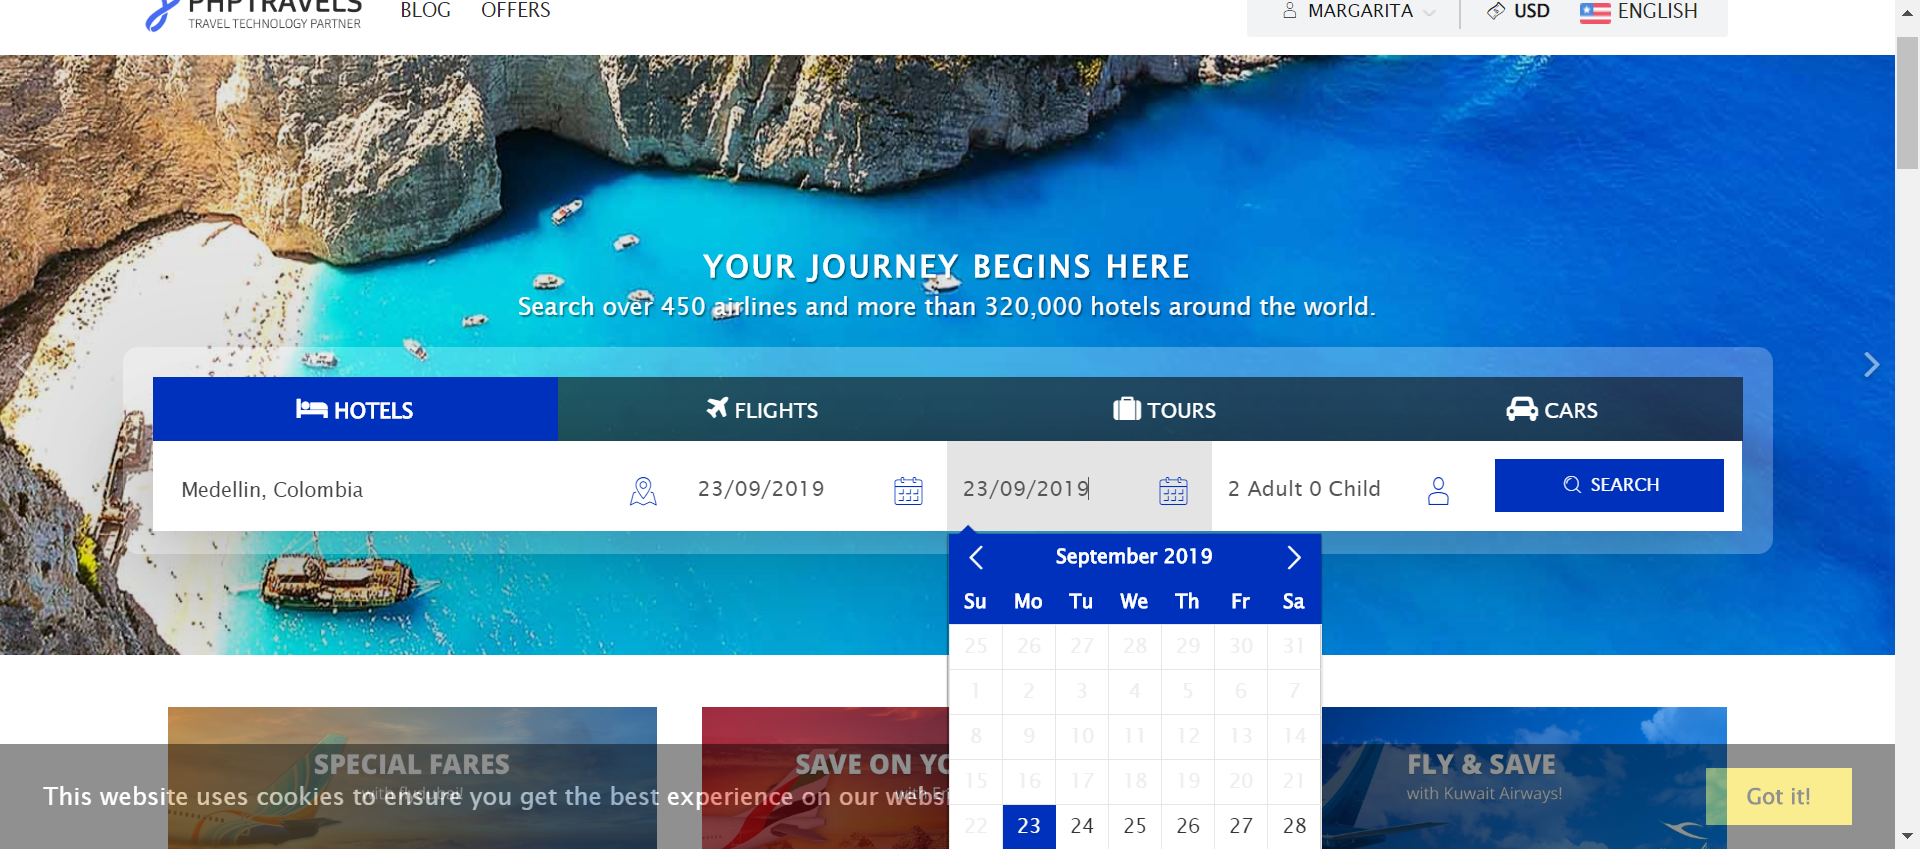 PHPTRAVELS
TRAVEL TECHNOLOGY PARTNER
BLOG OFFERS
MARGARITA USD ENGLISH
YOUR JOURNEY BEGINS HERE
Search over 450 airlines and more than 320,000 hotels around the world.
HOTELS FLIGHTS TOURS CARS
Medellin, Colombia 23/09/2019 23/09/2019 2 Adult 0 Child SEARCH
September 2019
Su Mo Tu We Th Fr Sa
25 26 27 28 29 30 31
1 2 3 4 5 6 7
8 9 10 11 12 13 14
15 16 17 18 19 20 21
22 23 24 25 26 27 28
SPECIAL FARES
with flydubai!
SAVE ON YO
with
FLY & SAVE
with Kuwait Airways!
This website uses cookies to ensure you get the best experience on our websi
Got it!